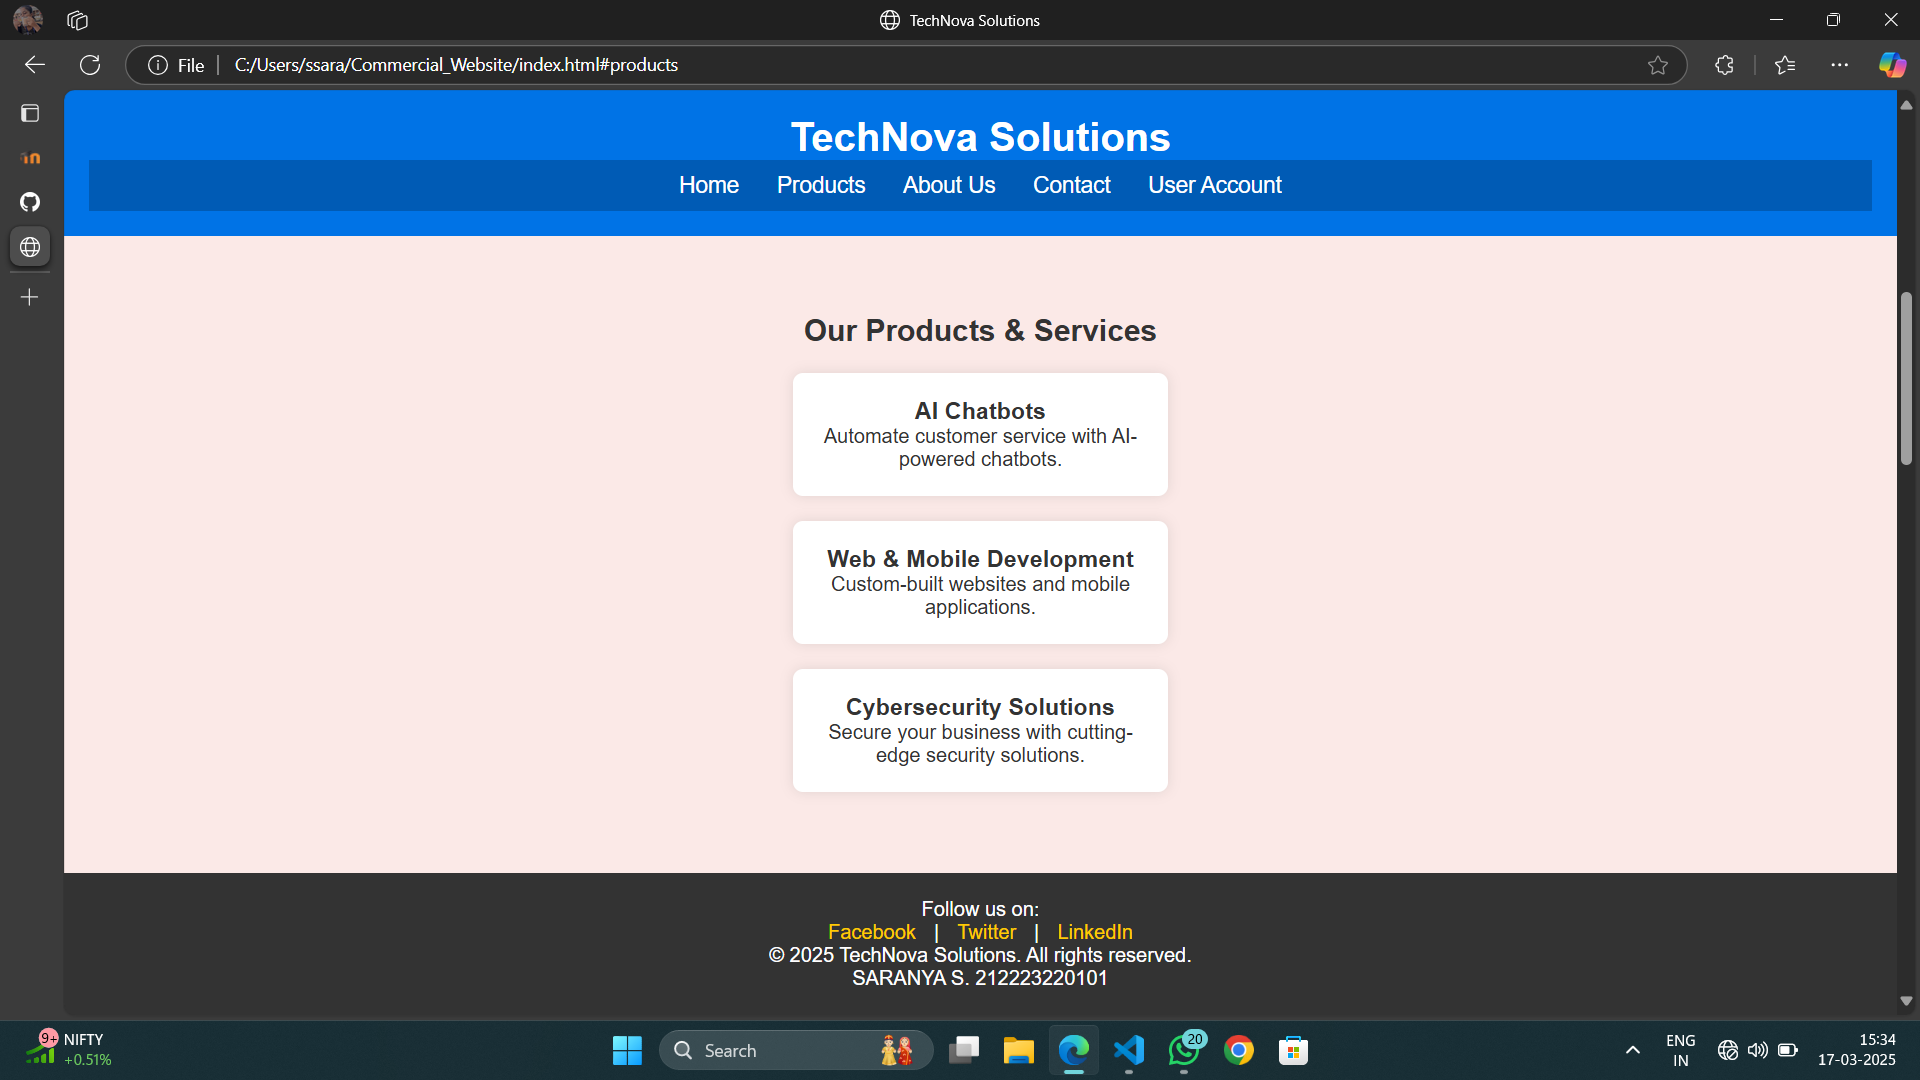 TechNova Solutions
File
C:/Users/ssara/Commercial_Website/index.html#products
TechNova Solutions
Home Products About Us Contact User Account
Our Products & Services
AI Chatbots
Automate customer service with AI-
powered chatbots.
Web & Mobile Development
Custom-built websites and mobile
applications.
Cybersecurity Solutions
Secure your business with cutting-
edge security solutions.
Follow us on:
Facebook | Twitter | LinkedIn
© 2025 TechNova Solutions. All rights reserved.
SARANYA S. 212223220101
9+
NIFTY
+0.51%
Search
20
ENG
IN
15:34
17-03-2025